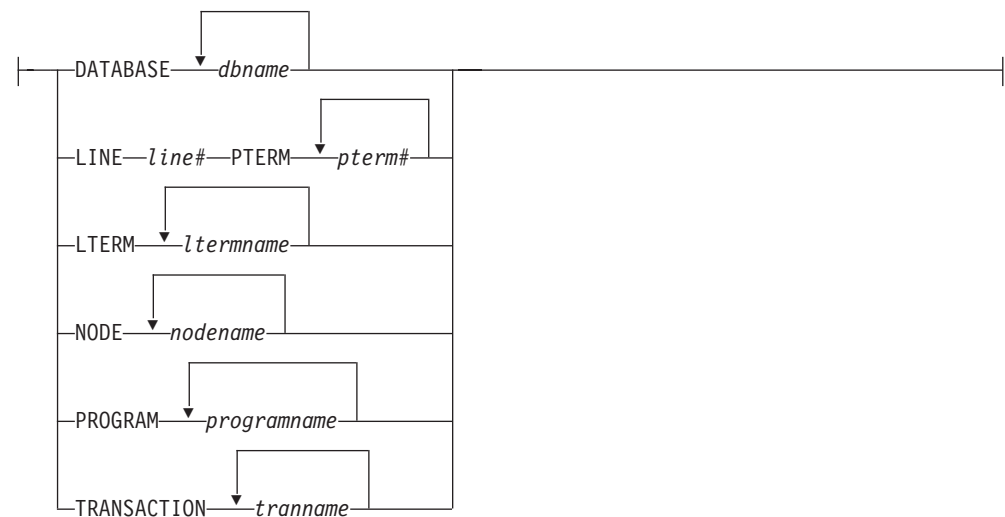 DATABASE dbname
LINE line# PTERM pterm#
LTERM ltermname
NODE nodename
PROGRAM programname
TRANSACTION tranname